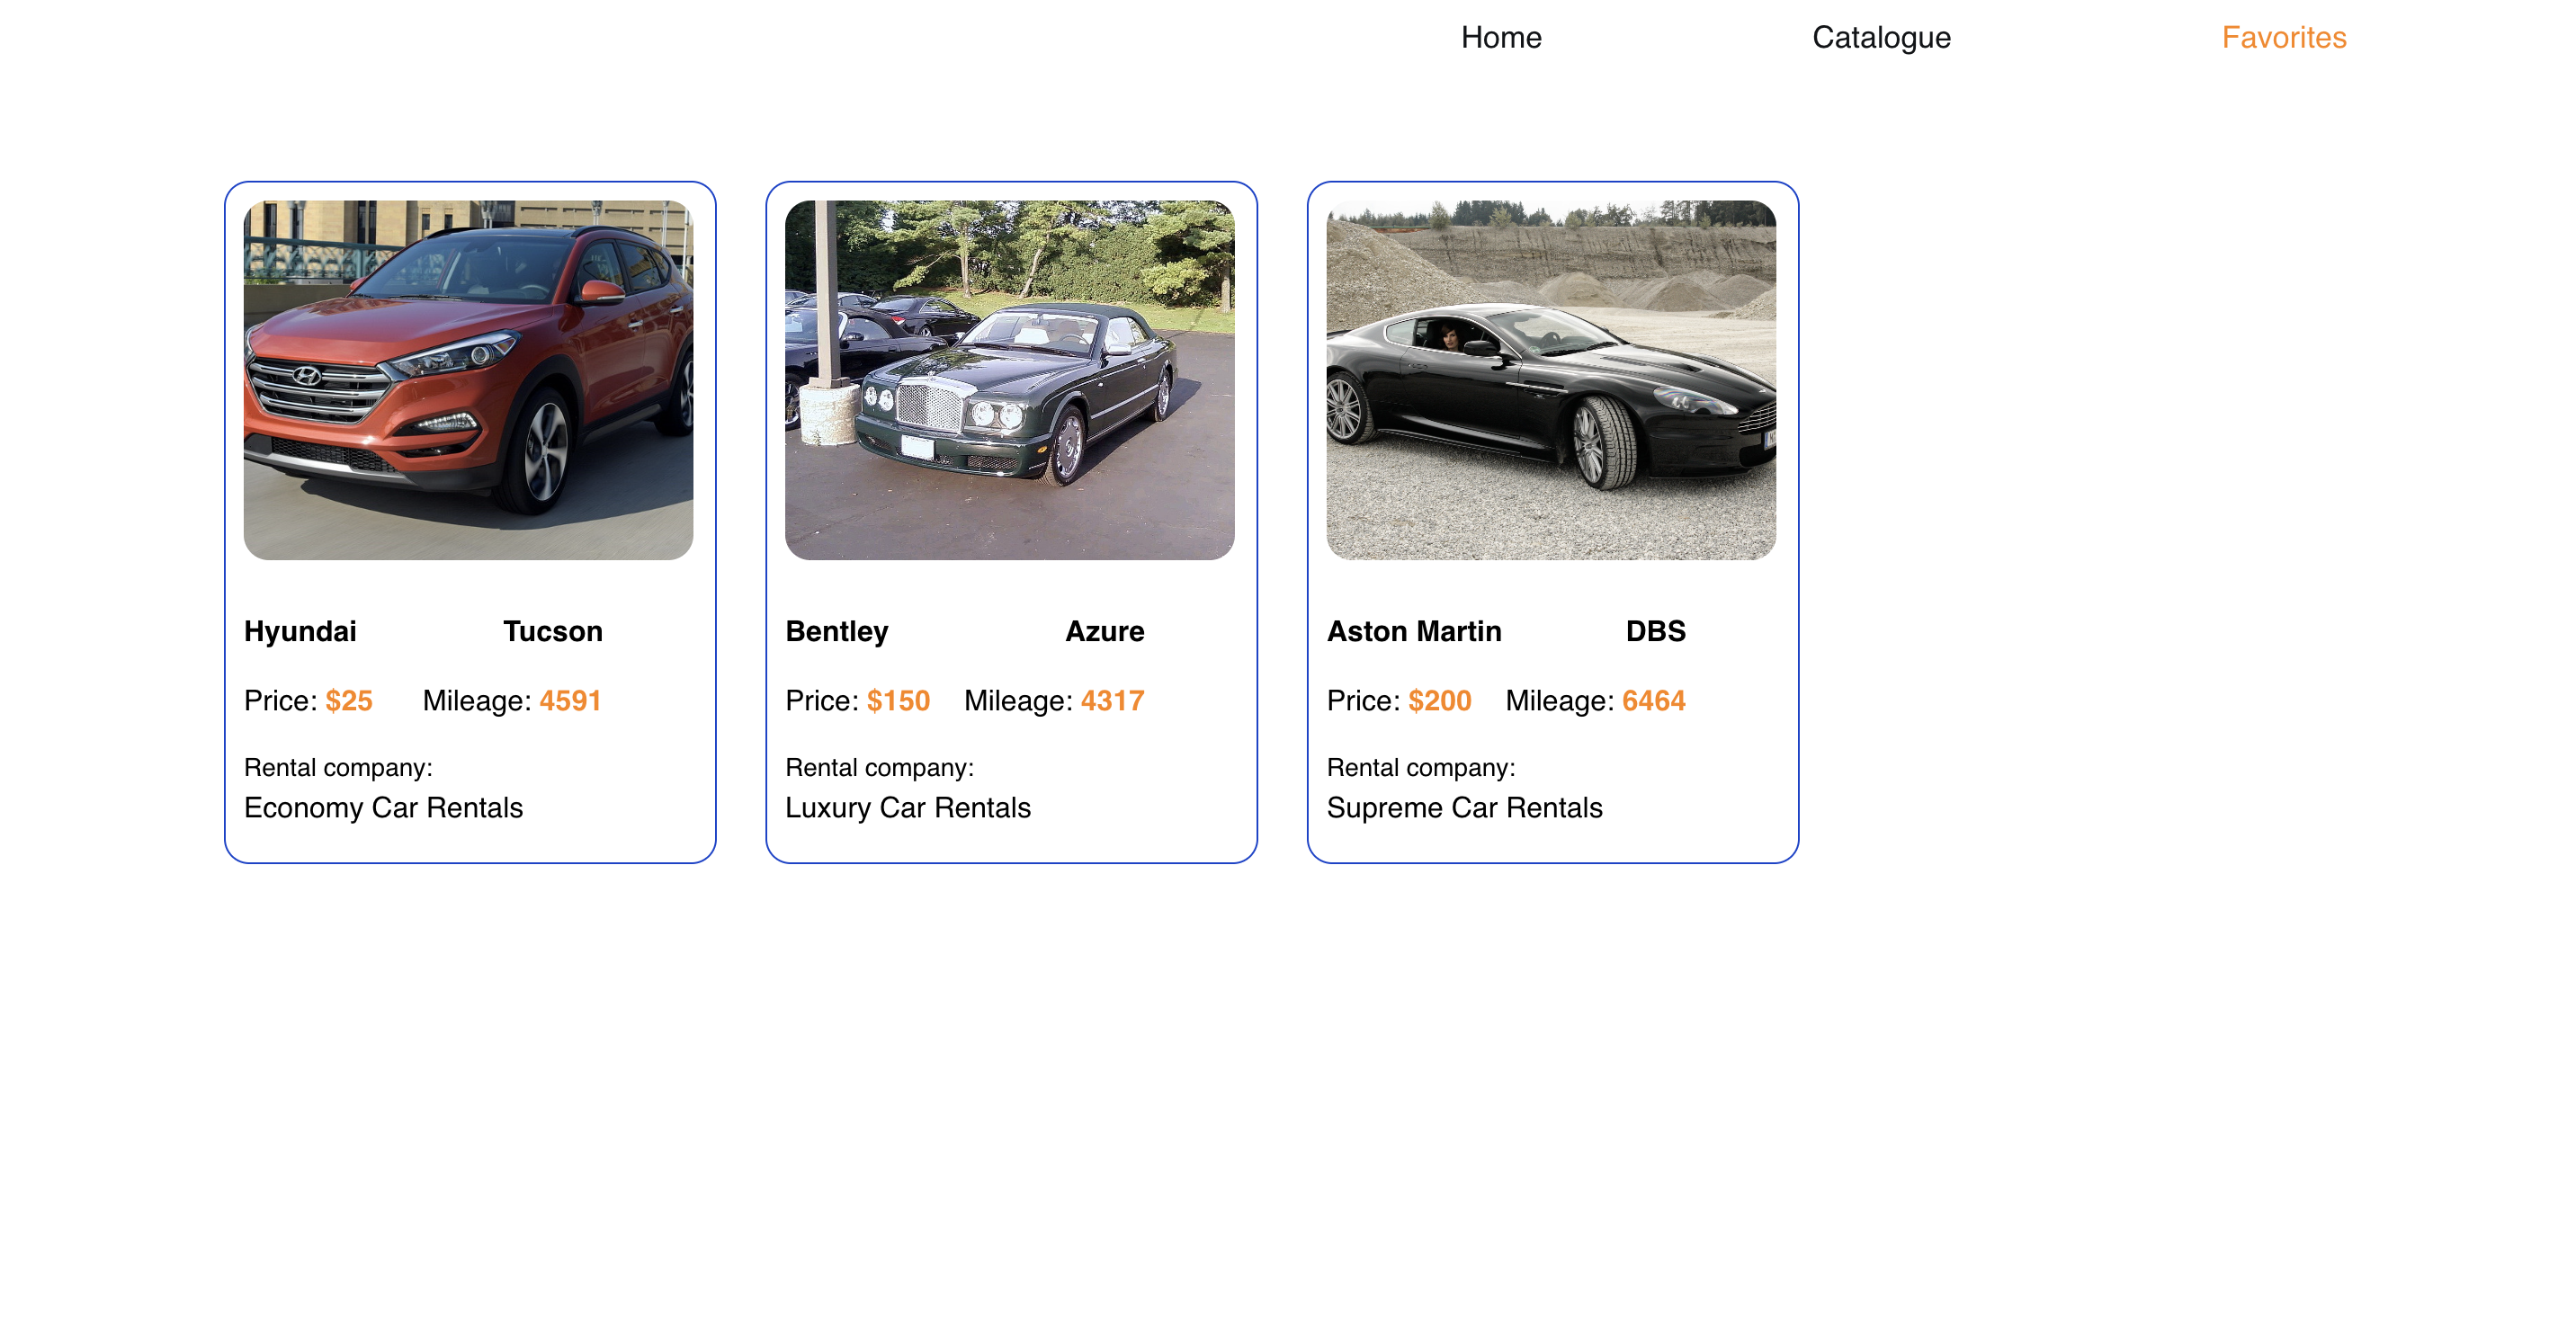 Home Catalogue Favorites
Hyundai Tucson
Price: $25 Mileage: 4591
Rental company:
Economy Car Rentals
Bentley Azure
Price: $150 Mileage: 4317
Rental company:
Luxury Car Rentals
Aston Martin DBS
Price: $200 Mileage: 6464
Rental company:
Supreme Car Rentals